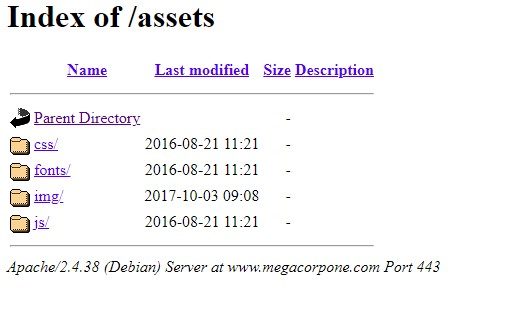 Index of /assets
Name Last modified Size Description
Parent Directory -
css/ 2016-08-21 11:21 -
fonts/ 2016-08-21 11:21 -
img/ 2017-10-03 09:08 -
js/ 2016-08-21 11:21 -
Apache/2.4.38 (Debian) Server at www.megacorpone.com Port 443